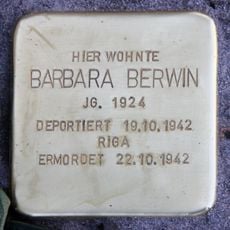 HIER WOHNTE
BARBARA BERWIN
JG. 1924
DEPORTIERT 19.10.1942
RIGA
ERMORDET 22.10.1942